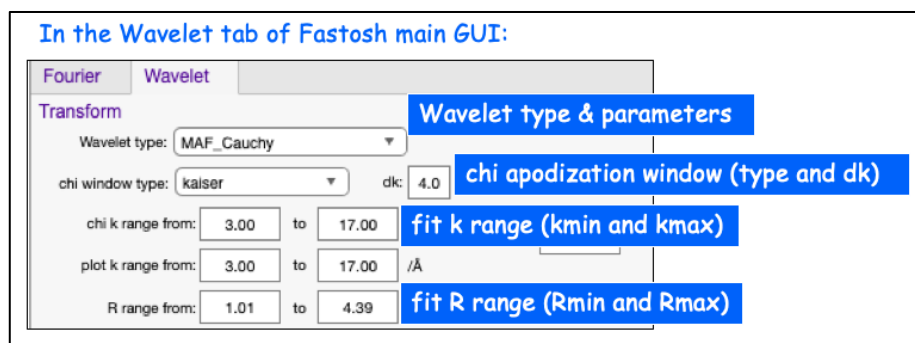 In the Wavelet tab of Fastosh main GUI:
Fourier Wavelet
Transform
Wavelet type & parameters
Wavelet type: MAF_Cauchy
chi window type: kaiser dk: 4.0 chi apodization window (type and dk)
chi k range from: 3.00 to 17.00 fit k range (kmin and kmax)
plot k range from: 3.00 to 17.00 /Å
R range from: 1.01 to 4.39 fit R range (Rmin and Rmax)